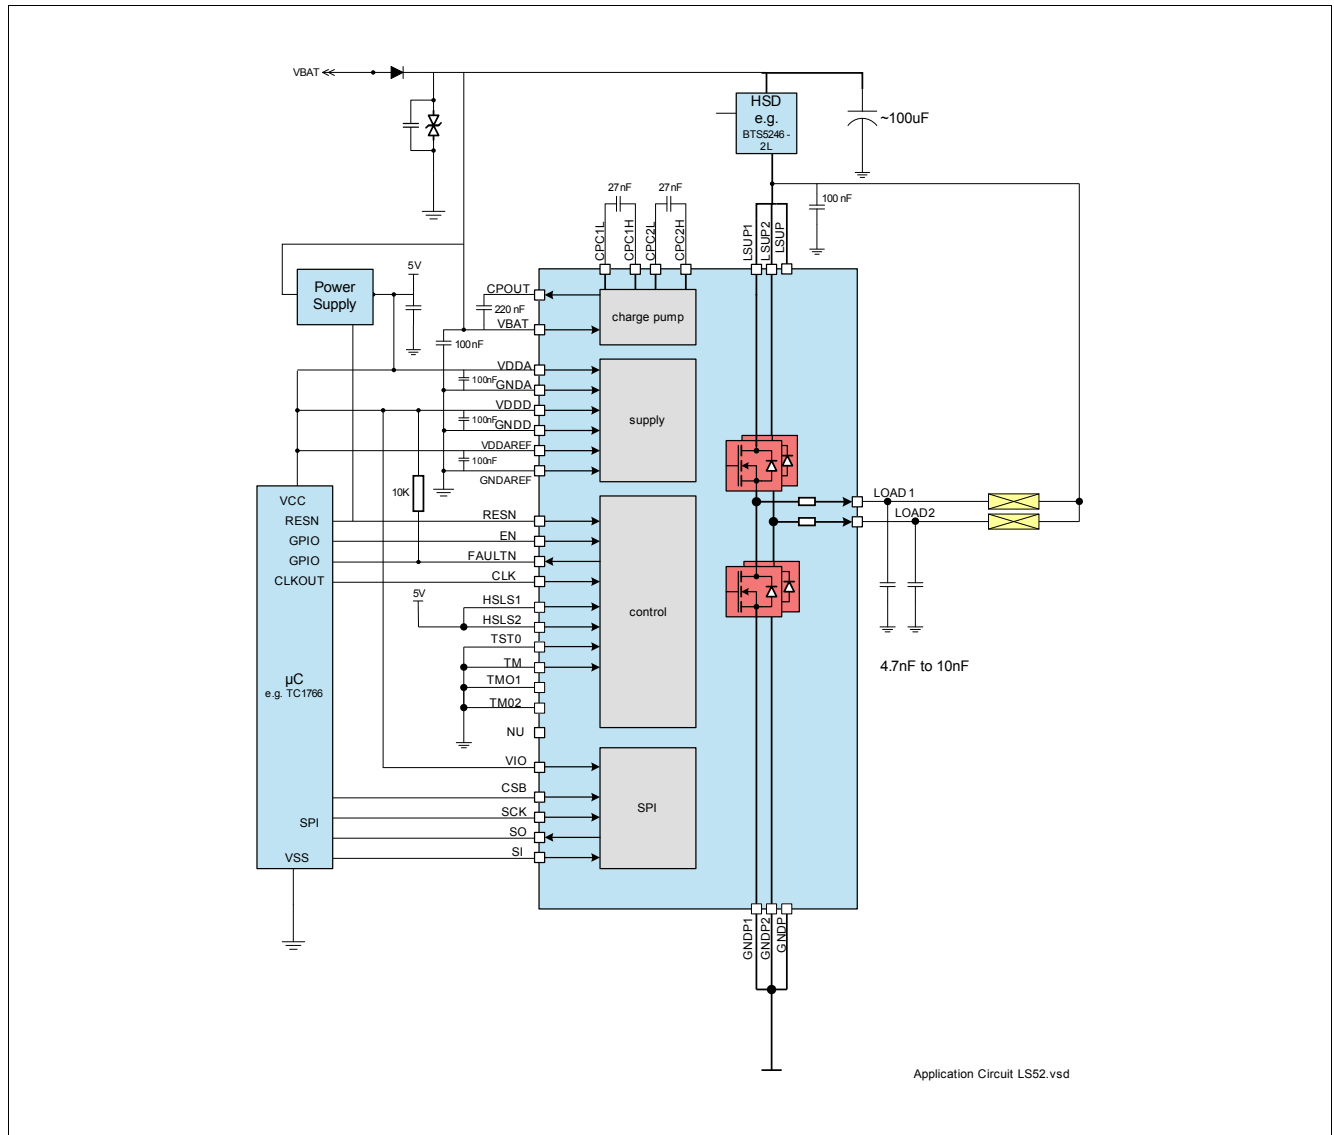 VBAT
HSD
e.g.
BTS5246 -
2L
~100uF
27nF
27nF
100 nF
CPC1L
CPC1H
CPC2L
CPC2H
LSUP1
LSUP2
LSUP
5V
Power
Supply
CPOUT
220 nF
VBAT
100nF
charge pump
VDDA
100nF
GNDA
VDDD
100nF
GNDD
VDDAREF
100nF
GNDAREF
supply
10K
VCC
RESN
RESN
GPIO
EN
GPIO
FAULTN
CLKOUT
CLK
5V
HSLS1
HSLS2
TST0
TM
TMO1
TM02
NU
control
LOAD1
LOAD2
4.7nF to 10nF
µC
e.g. TC1766
VIO
CSB
SCK
SPI
SO
SI
VSS
SPI
GNDP1
GNDP2
GNDP
Application Circuit LS52.vsd